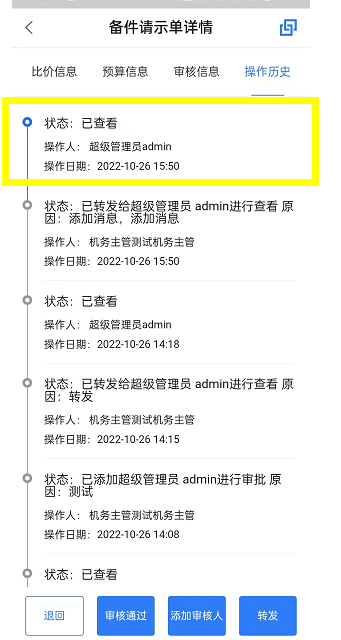 备件请示单详情
比价信息 预算信息 审核信息 操作历史
状态：已查看
操作人： 超级管理员admin
操作日期：2022-10-26 15:50
状态：已转发给超级管理员 admin进行查看 原
因：添加消息，添加消息
操作人： 机务主管测试机务主管
操作日期：2022-10-26 15:50
状态：已查看
操作人： 超级管理员admin
操作日期：2022-10-26 14:18
状态：已转发给超级管理员 admin进行查看 原
因：转发
操作人： 机务主管测试机务主管
操作日期：2022-10-26 14:15
状态：已添加超级管理员 admin进行审批 原
因：测试
操作人： 机务主管测试机务主管
操作日期：2022-10-26 14:08
状态：已查看
退回 审核通过 添加审核人 转发